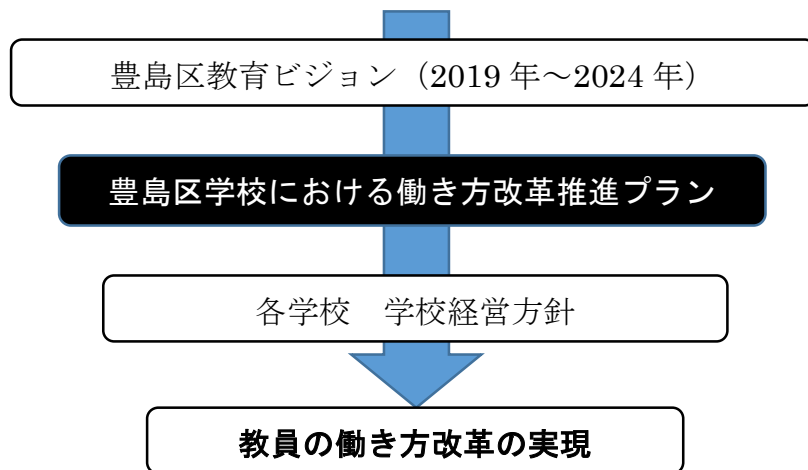 豊島区教育ビジョン（2019 年～2024 年）
豊島区学校における働き方改革推進プラン
各学校　学校経営方針
教員の働き方改革の実現